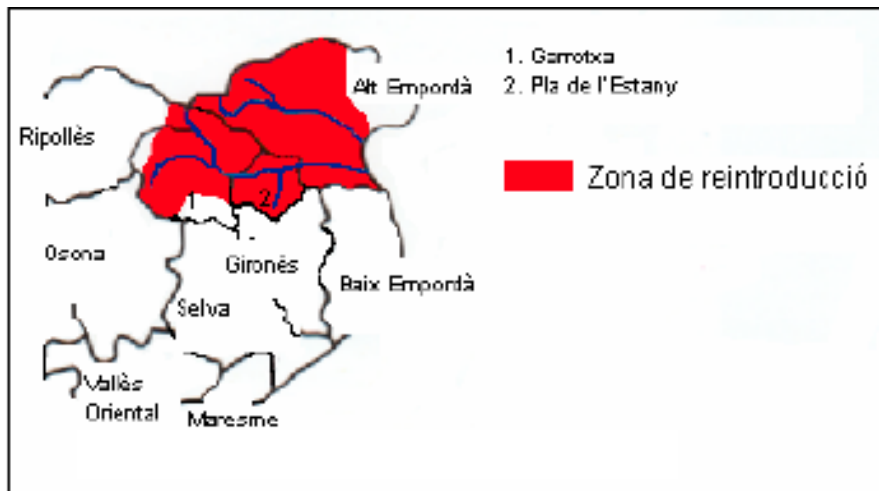 1. Garrotxa
2. Pla de l'Estany
Alt Empordà
Ripollès
Zona de reintroducció
1
2
Osona
Gironès
Baix Empordà
Selva
Vallès
Oriental
Maresme